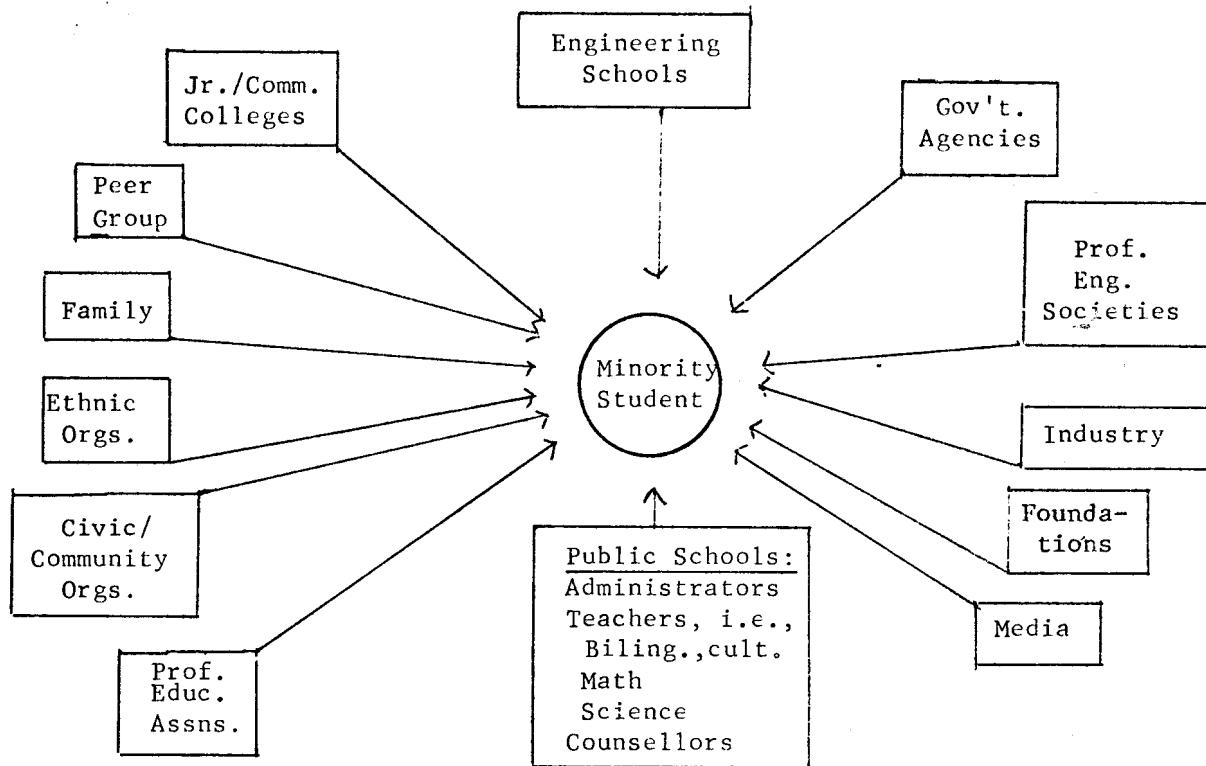 Engineering
Schools
Jr./Comm.
Colleges
Gov't.
Agencies
Peer
Group
Prof.
Eng.
Societies
Family
Minority
Student
Ethnic
Orgs.
Industry
Civic/
Community
Orgs.
Founda-
tions
Public Schools:
Administrators
Teachers, i.e.,
Biling.,cult.
Math
Science
Counsellors
Media
Prof.
Educ.
Assns.